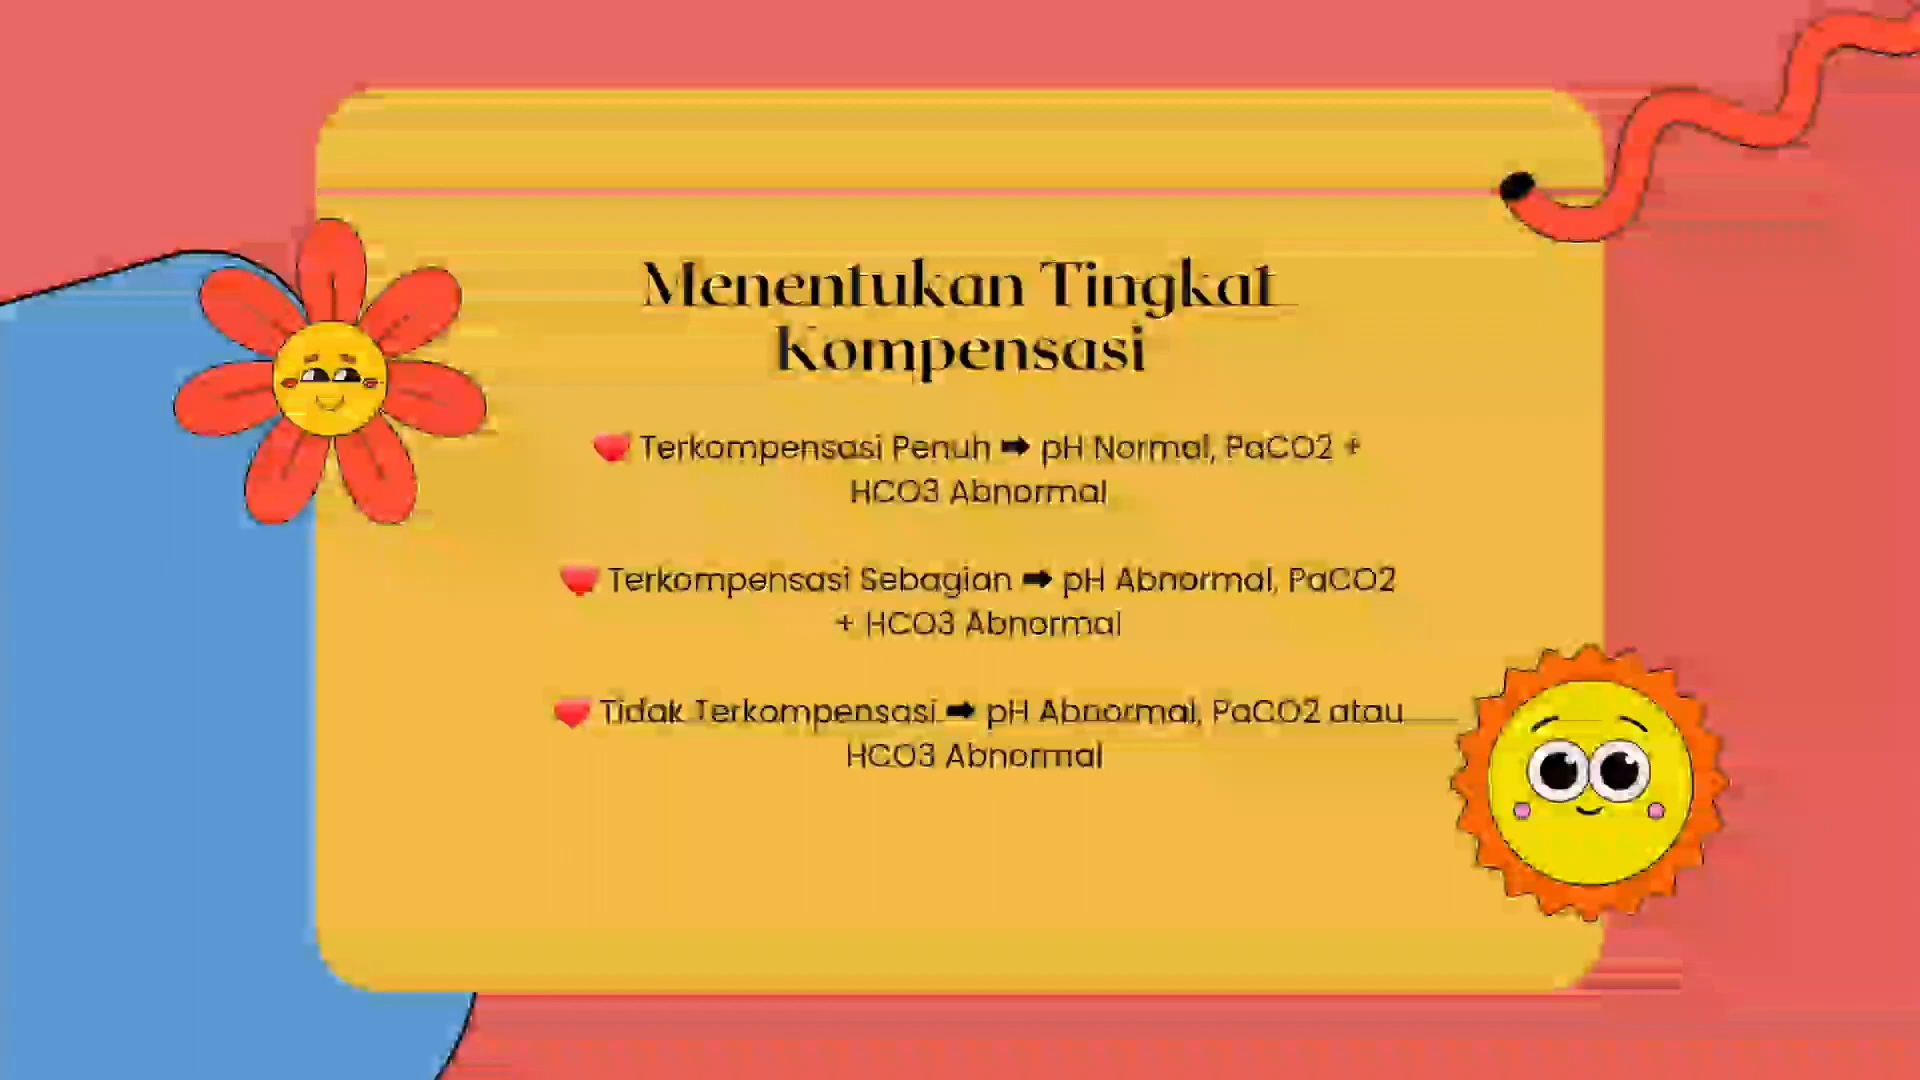 Menentukan Tingkat
Kompensasi
❤️ Terkompensasi Penuh ➡ pH Normal, PaCO2 +
HCO3 Abnormal
❤️ Terkompensasi Sebagian ➡ pH Abnormal, PaCO2
+ HCO3 Abnormal
❤️ Tidak Terkompensasi ➡ pH Abnormal, PaCO2 atau
HCO3 Abnormal